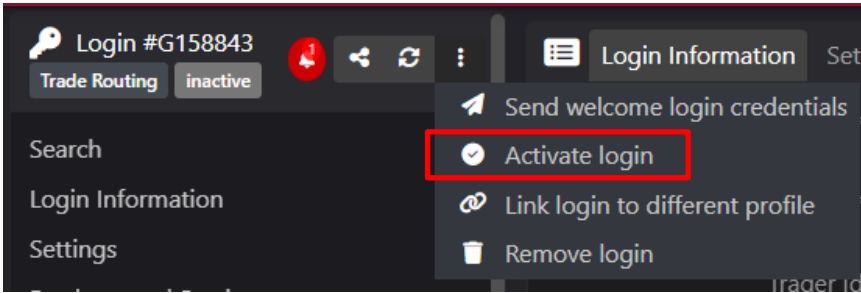 Login #G158843
Trade Routing inactive
1
Login Information Set
Send welcome login credentials
Activate login
Link login to different profile
Remove login
Search
Login Information
Settings